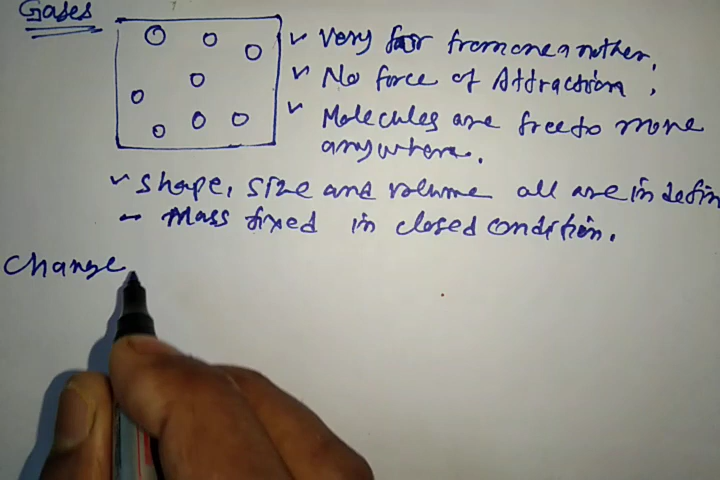 Gases
✓ Very far from one another,
✓ No force of Attraction,
✓ Molecules are free to move
anywhere.
✓ Shape, size and volume all are indefin
– Mass fixed in closed condition.
Change